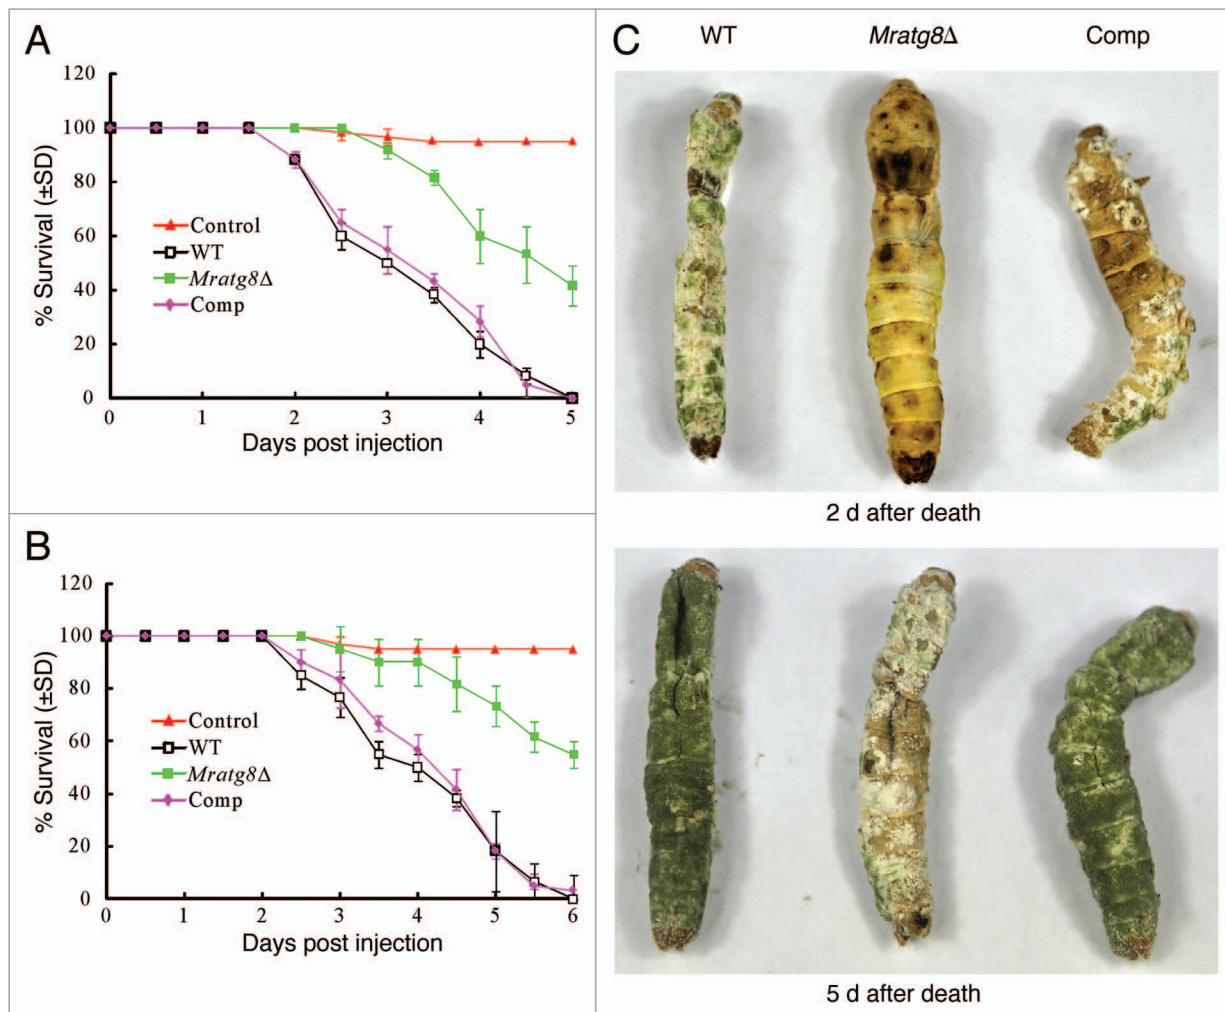 A
120
100
80
60
40
20
0
% Survival (±SD)
Control
WT
Mratg8Δ
Comp
0 1 2 3 4 5
Days post injection
B
120
100
80
60
40
20
0
% Survival (±SD)
Control
WT
Mratg8Δ
Comp
0 1 2 3 4 5 6
Days post injection
C
WT Mratg8Δ Comp
2 d after death
5 d after death